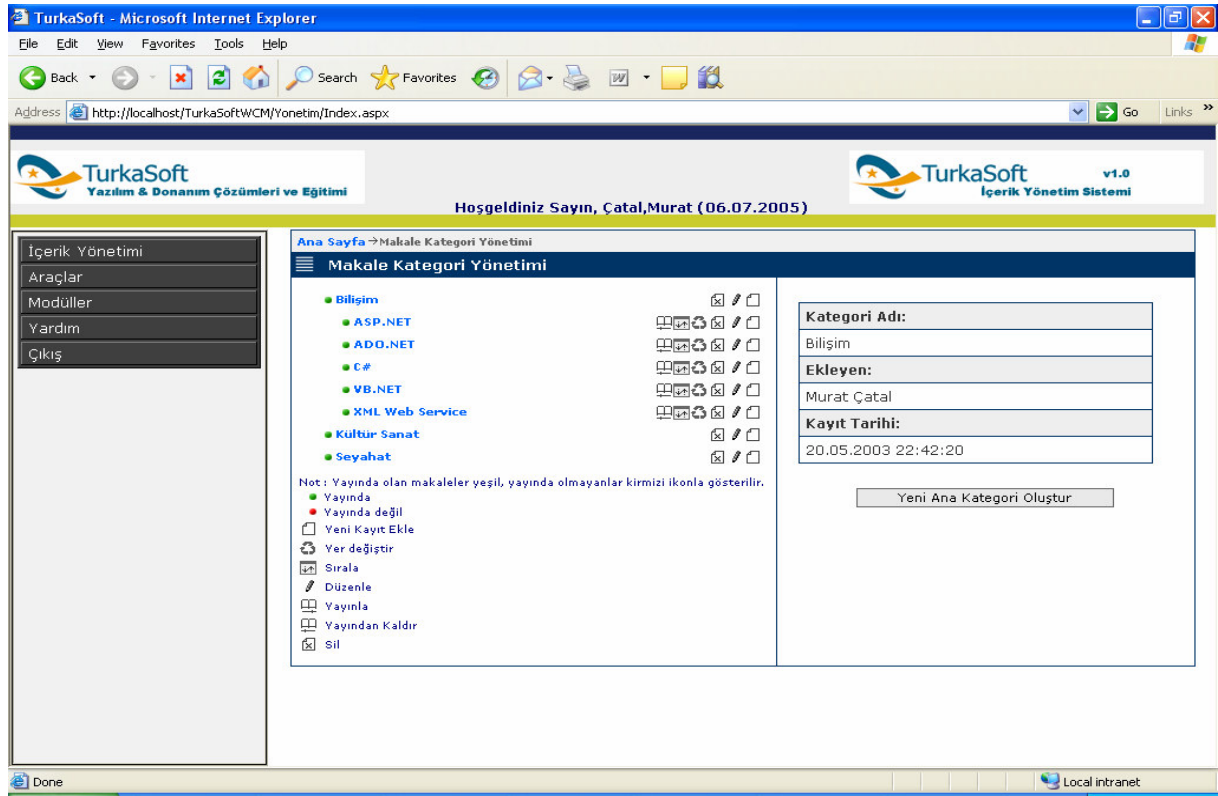 TurkaSoft - Microsoft Internet Explorer
File Edit View Favorites Tools Help
Back Search Favorites
Address http://localhost/TurkaSoftWCM/Yonetim/Index.aspx Go Links »
TurkaSoft
Yazılım & Donanım Çözümleri ve Eğitimi
TurkaSoft v1.0
İçerik Yönetim Sistemi
Hoşgeldiniz Sayın, Çatal,Murat (06.07.2005)
İçerik Yönetimi
Araçlar
Modüller
Yardım
Çıkış
Ana Sayfa→Makale Kategori Yönetimi
Makale Kategori Yönetimi
Bilişim
ASP.NET
ADO.NET
C#
VB.NET
XML Web Service
Kültür Sanat
Seyahat
Not : Yayında olan makaleler yeşil, yayında olmayanlar kirmizi ikonla gösterilir.
Yayında
Yayında değil
Yeni Kayıt Ekle
Yer değiştir
Sırala
Düzenle
Yayınla
Yayından Kaldır
Sil
Kategori Adı:
Bilişim
Ekleyen:
Murat Çatal
Kayıt Tarihi:
20.05.2003 22:42:20
Yeni Ana Kategori Oluştur
Done Local intranet